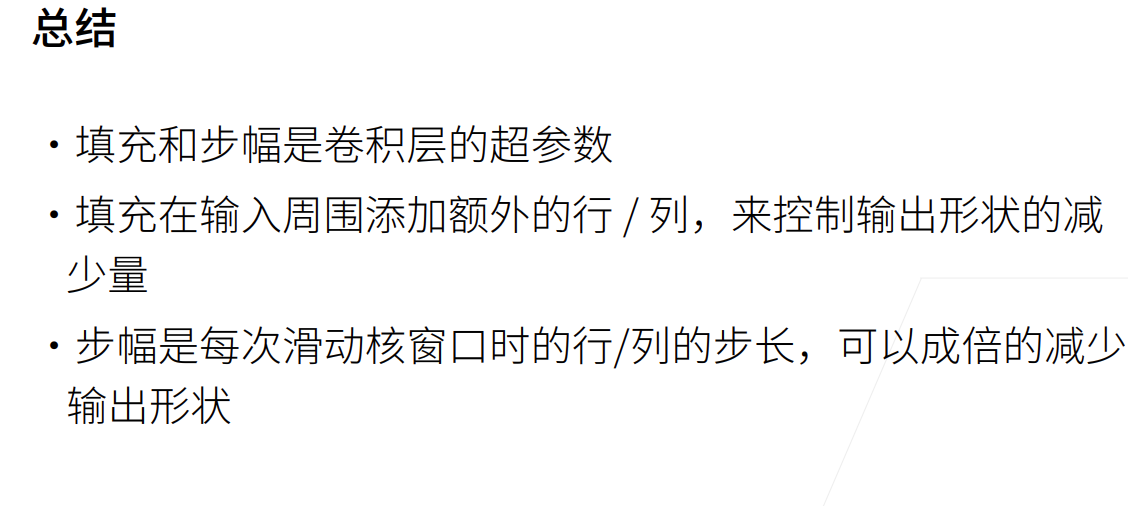 总结
• 填充和步幅是卷积层的超参数
• 填充在输入周围添加额外的行 / 列，来控制输出形状的减
少量
• 步幅是每次滑动核窗口时的行/列的步长，可以成倍的减少
输出形状